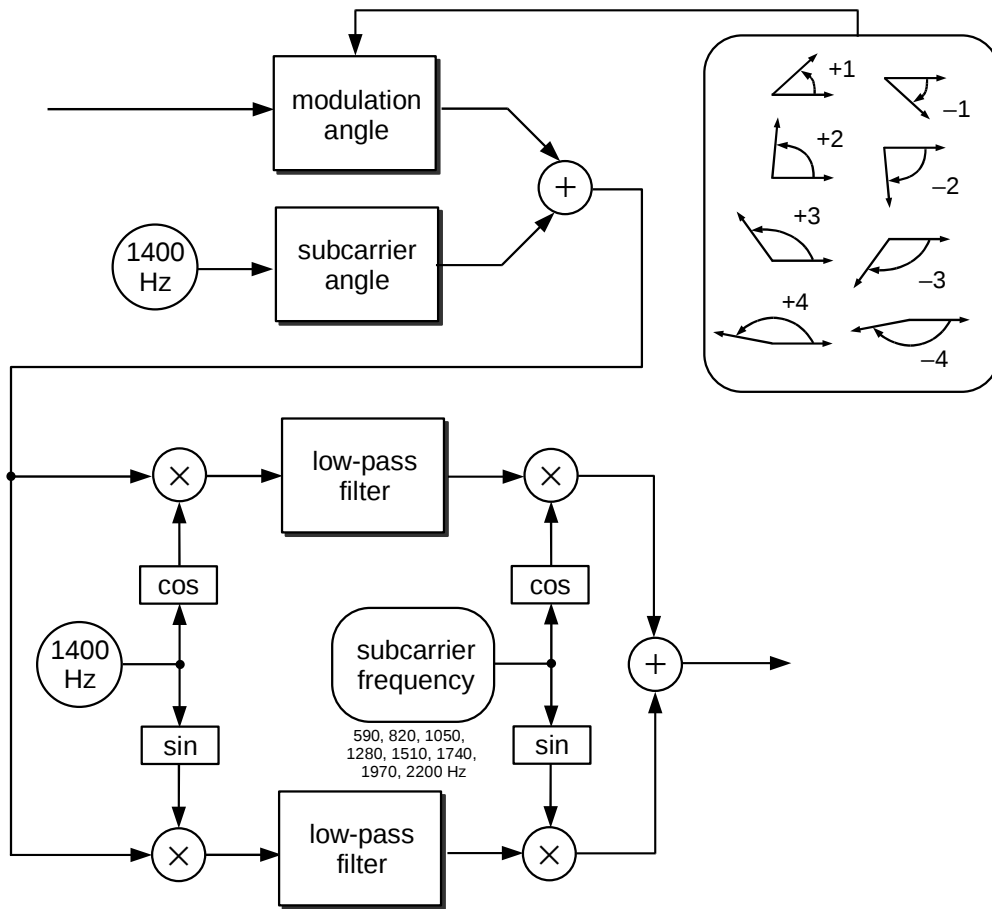 modulation
angle
+
1400
Hz
subcarrier
angle
+1
–1
+2
–2
+3
–3
+4
–4
×
low-pass
filter
×
cos
cos
1400
Hz
subcarrier
frequency
+
590, 820, 1050,
1280, 1510, 1740,
1970, 2200 Hz
sin
sin
×
low-pass
filter
×